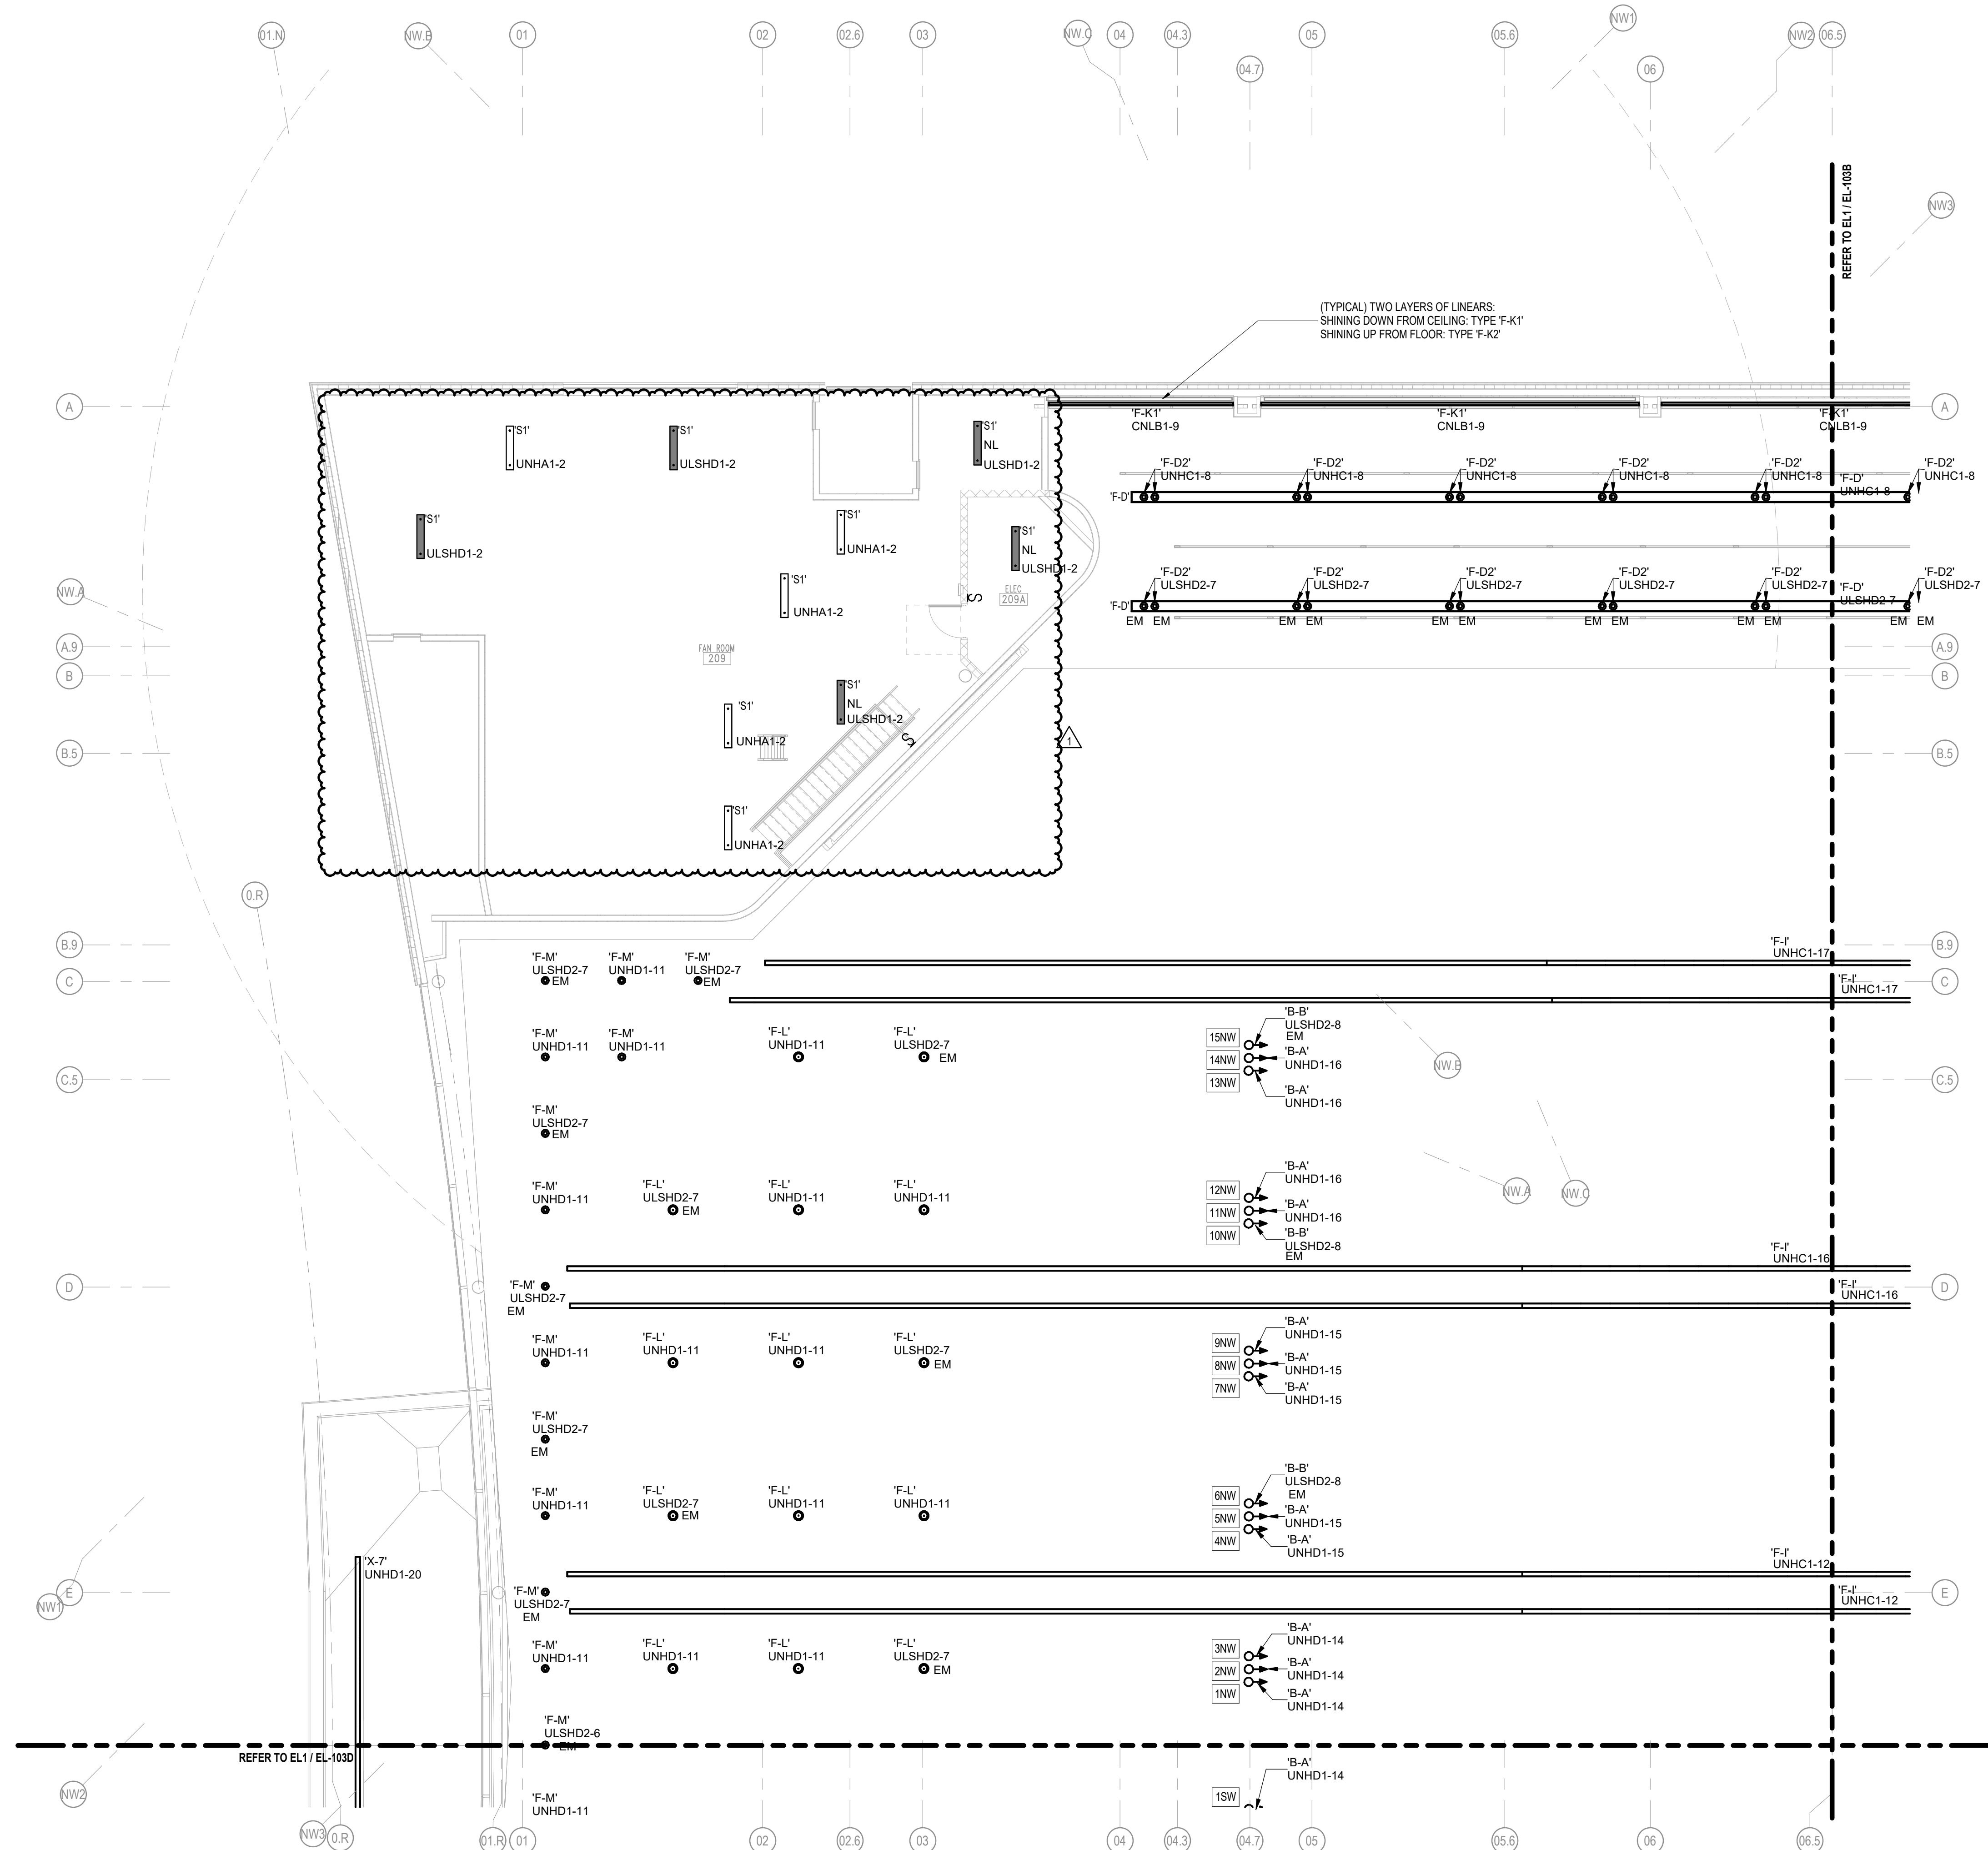 01.N
NW.B
01
02
02.6
03
NW.C
04
04.3
04.7
05
05.6
NW1
06
NW2
06.5
NW3
REFER TO EL1 / EL-103B
(TYPICAL) TWO LAYERS OF LINEARS:
SHINING DOWN FROM CEILING: TYPE 'F-K1'
SHINING UP FROM FLOOR: TYPE 'F-K2'
A
A
'F-K1'
CNLB1-9
'F-K1'
CNLB1-9
'F-K1'
CNLB1-9
'S1'
UNHA1-2
'S1'
ULSHD1-2
'S1'
NL
ULSHD1-2
'F-D2'
UNHC1-8
'F-D2'
UNHC1-8
'F-D2'
UNHC1-8
'F-D2'
UNHC1-8
'F-D2'
UNHC1-8
'F-D'
UNHC1-8
'F-D2'
UNHC1-8
'F-D'
'S1'
ULSHD1-2
'S1'
UNHA1-2
'S1'
NL
ULSHD1-2
'S1'
UNHA1-2
S
ELEC
209A
'F-D2'
ULSHD2-7
'F-D2'
ULSHD2-7
'F-D2'
ULSHD2-7
'F-D2'
ULSHD2-7
'F-D2'
ULSHD2-7
'F-D'
ULSHD2-7
'F-D2'
ULSHD2-7
'F-D'
EM EM
EM EM
EM EM
EM EM
EM EM
EM EM
NW.A
A.9
A.9
B
B
FAN ROOM
209
'S1'
NL
ULSHD1-2
'S1'
UNHA1-2
S
1
B.5
B.5
'S1'
UNHA1-2
0.R
B.9
B.9
'F-I'
UNHC1-17
'F-M'
ULSHD2-7
EM
'F-M'
UNHD1-11
'F-M'
ULSHD2-7
EM
C
C
'F-I'
UNHC1-17
'F-M'
UNHD1-11
'F-M'
UNHD1-11
'F-L'
UNHD1-11
'F-L'
ULSHD2-7
EM
15NW
14NW
13NW
'B-B'
ULSHD2-8
EM
'B-A'
UNHD1-16
'B-A'
UNHD1-16
NW.B
C.5
C.5
'F-M'
ULSHD2-7
EM
'F-M'
UNHD1-11
'F-L'
ULSHD2-7
EM
'F-L'
UNHD1-11
'F-L'
UNHD1-11
12NW
11NW
10NW
'B-A'
UNHD1-16
'B-A'
UNHD1-16
'B-B'
ULSHD2-8
EM
NW.A
NW.C
'F-I'
UNHC1-16
D
D
'F-M'
ULSHD2-7
EM
'F-I'
UNHC1-16
'F-M'
UNHD1-11
'F-L'
UNHD1-11
'F-L'
UNHD1-11
'F-L'
ULSHD2-7
EM
9NW
8NW
7NW
'B-A'
UNHD1-15
'B-A'
UNHD1-15
'B-A'
UNHD1-15
'F-M'
ULSHD2-7
EM
'F-M'
UNHD1-11
'F-L'
ULSHD2-7
EM
'F-L'
UNHD1-11
'F-L'
UNHD1-11
6NW
5NW
4NW
'B-B'
ULSHD2-8
EM
'B-A'
UNHD1-15
'B-A'
UNHD1-15
'X-7'
UNHD1-20
'F-I'
UNHC1-12
E
E
NW1
'F-M'
ULSHD2-7
EM
'F-I'
UNHC1-12
'F-M'
UNHD1-11
'F-L'
UNHD1-11
'F-L'
UNHD1-11
'F-L'
ULSHD2-7
EM
3NW
2NW
1NW
'B-A'
UNHD1-14
'B-A'
UNHD1-14
'B-A'
UNHD1-14
'F-M'
ULSHD2-6
EM
REFER TO EL1 / EL-103D
'B-A'
UNHD1-14
1SW
'F-M'
UNHD1-11
NW2
NW3
0.R
01.R
01
02
02.6
03
04
04.3
04.7
05
05.6
06
06.5